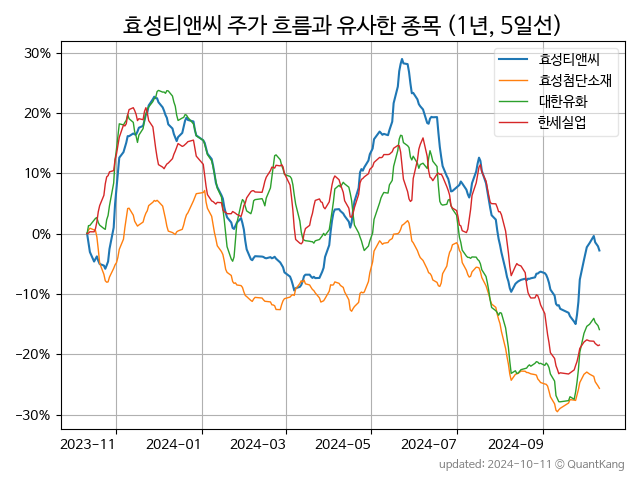 효성티앤씨 주가 흐름과 유사한 종목 (1년, 5일선)
효성티앤씨
효성첨단소재
대한유화
한세실업
30%
20%
10%
0%
−10%
−20%
−30%
2023-11 2024-01 2024-03 2024-05 2024-07 2024-09
updated: 2024-10-11 © QuantKang